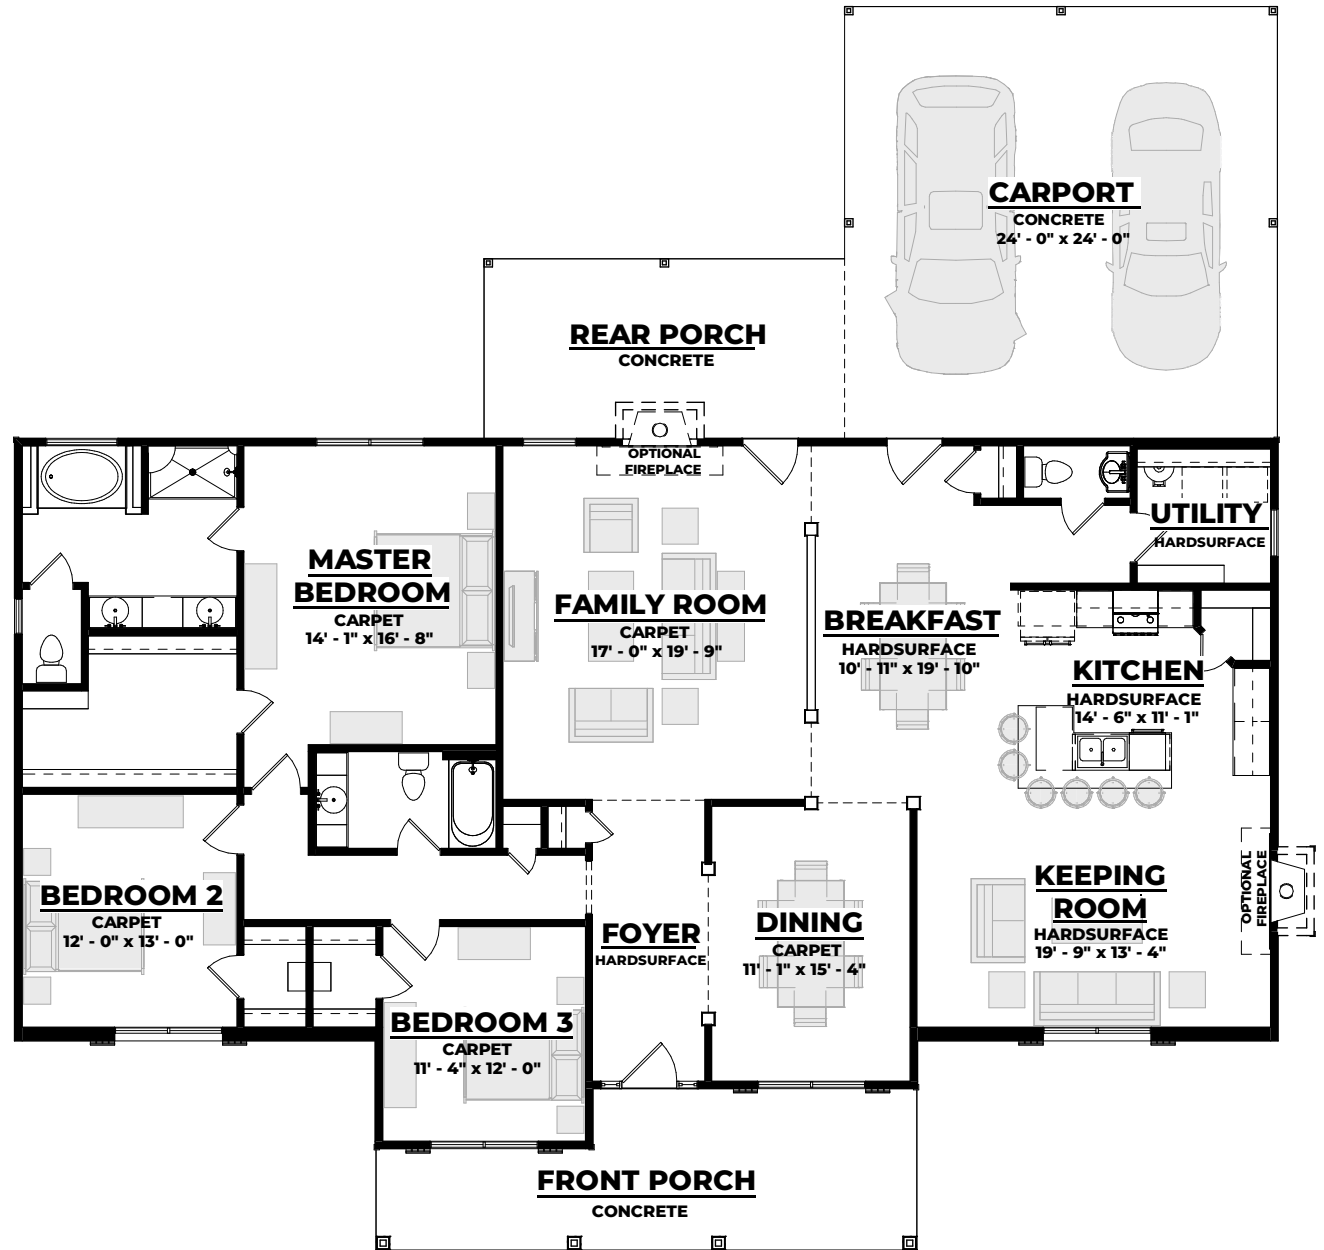 CARPORT
CONCRETE
24' - 0" x 24' - 0"
REAR PORCH
CONCRETE
OPTIONAL
FIREPLACE
UTILITY
HARDSURFACE
MASTER
BEDROOM
CARPET
14' - 1" x 16' - 8"
FAMILY ROOM
CARPET
17' - 0" x 19' - 9"
BREAKFAST
HARDSURFACE
10' - 11" x 19' - 10"
KITCHEN
HARDSURFACE
14' - 6" x 11' - 1"
BEDROOM 2
CARPET
12' - 0" x 13' - 0"
FOYER
HARDSURFACE
DINING
CARPET
11' - 1" x 15' - 4"
KEEPING
ROOM
HARDSURFACE
19' - 9" x 13' - 4"
OPTIONAL
FIREPLACE
BEDROOM 3
CARPET
11' - 4" x 12' - 0"
FRONT PORCH
CONCRETE